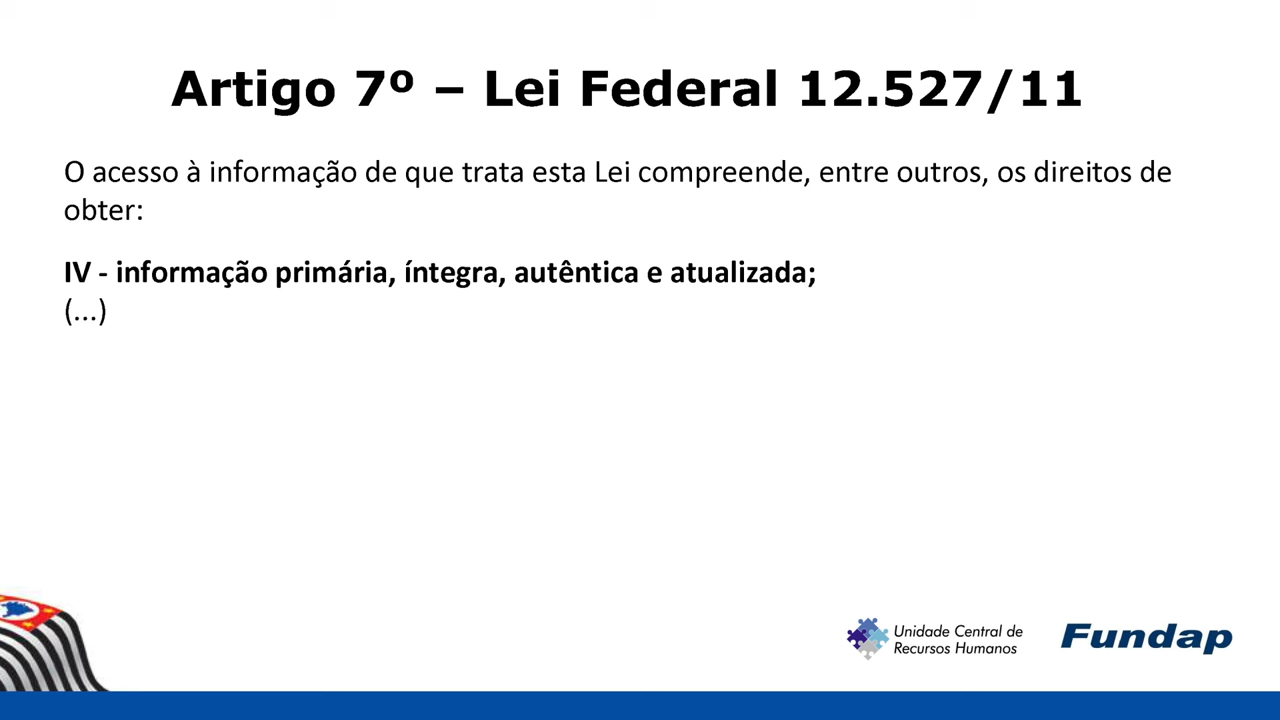 Artigo 7º – Lei Federal 12.527/11
O acesso à informação de que trata esta Lei compreende, entre outros, os direitos de
obter:
IV - informação primária, íntegra, autêntica e atualizada;
(...)
Unidade Central de
Recursos Humanos
Fundap